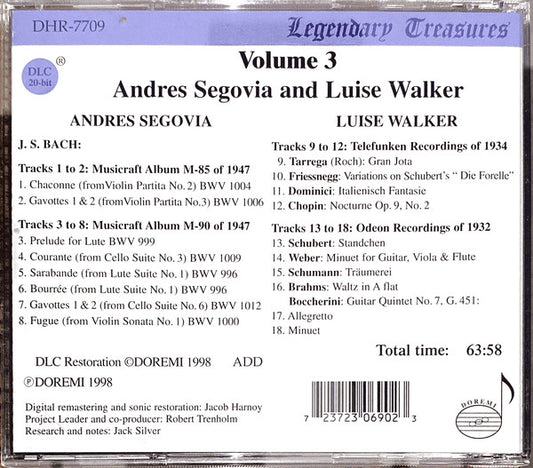 DHR-7709
Legendary Treasures
DLC
20-bit
®
Volume 3
Andres Segovia and Luise Walker
ANDRES SEGOVIA
J. S. BACH:
Tracks 1 to 2: Musicraft Album M-85 of 1947
1. Chaconne (fromViolin Partita No. 2) BWV 1004
2. Gavottes 1 & 2 (fromViolin Partita No.3) BWV 1006
Tracks 3 to 8: Musicraft Album M-90 of 1947
3. Prelude for Lute BWV 999
4. Courante (from Cello Suite No. 3) BWV 1009
5. Sarabande (from Lute Suite No. 1) BWV 996
6. Bourrée (from Lute Suite No. 1) BWV 996
7. Gavottes 1 & 2 (from Cello Suite No. 6) BWV 1012
8. Fugue (from Violin Sonata No. 1) BWV 1000
LUISE WALKER
Tracks 9 to 12: Telefunken Recordings of 1934
9. Tarrega (Roch): Gran Jota
10. Friessnegg: Variations on Schubert's “ Die Forelle”
11. Dominici: Italienisch Fantasie
12. Chopin: Nocturne Op. 9, No. 2
Tracks 13 to 18: Odeon Recordings of 1932
13. Schubert: Standchen
14. Weber: Minuet for Guitar, Viola & Flute
15. Schumann: Träumerei
16. Brahms: Waltz in A flat
Boccherini: Guitar Quintet No. 7, G. 451:
17. Allegretto
18. Minuet
Total time: 63:58
DLC Restoration ©DOREMI 1998 ADD
℗DOREMI 1998
Digital remastering and sonic restoration: Jacob Harnoy
Project Leader and co-producer: Robert Trenholm
Research and notes: Jack Silver
7 23723 06902 3
DOREMI